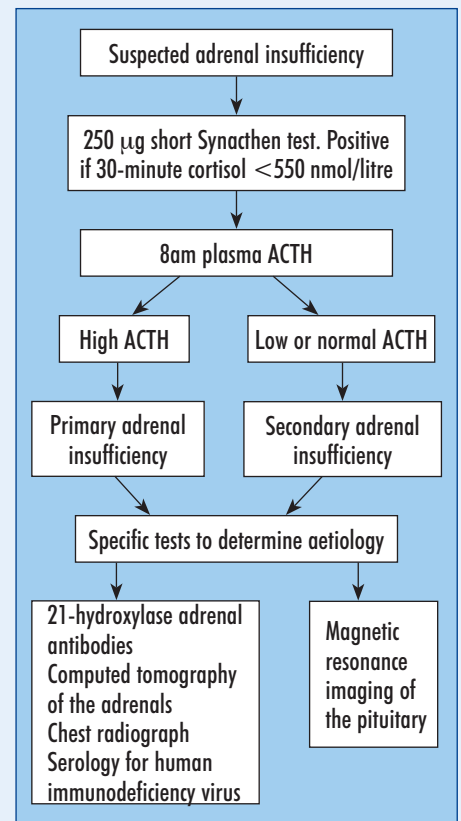 Suspected adrenal insufficiency
250 μg short Synacthen test. Positive
if 30-minute cortisol <550 nmol/litre
8am plasma ACTH
High ACTH
Low or normal ACTH
Primary adrenal
insufficiency
Secondary adrenal
insufficiency
Specific tests to determine aetiology
21-hydroxylase adrenal
antibodies
Computed tomography
of the adrenals
Chest radiograph
Serology for human
immunodeficiency virus
Magnetic
resonance
imaging of
the pituitary